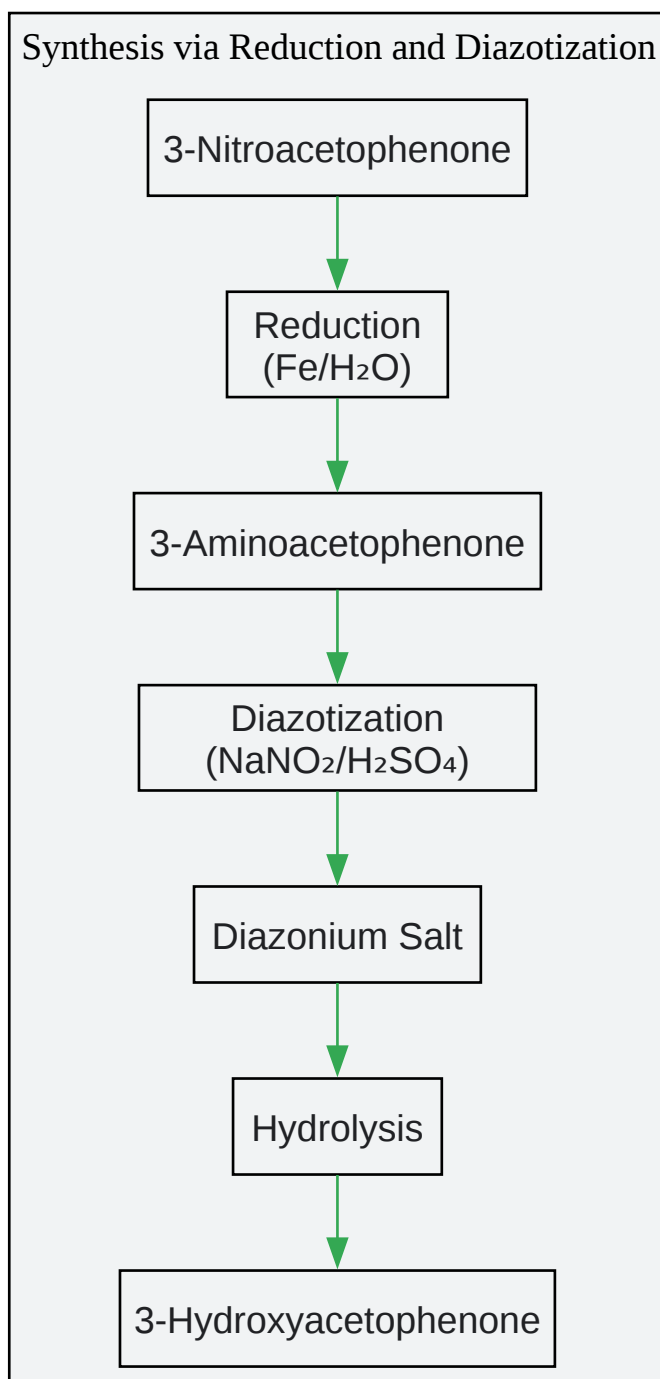 Synthesis via Reduction and Diazotization
3-Nitroacetophenone
Reduction
(Fe/H₂O)
3-Aminoacetophenone
Diazotization
(NaNO₂/H₂SO₄)
Diazonium Salt
Hydrolysis
3-Hydroxyacetophenone